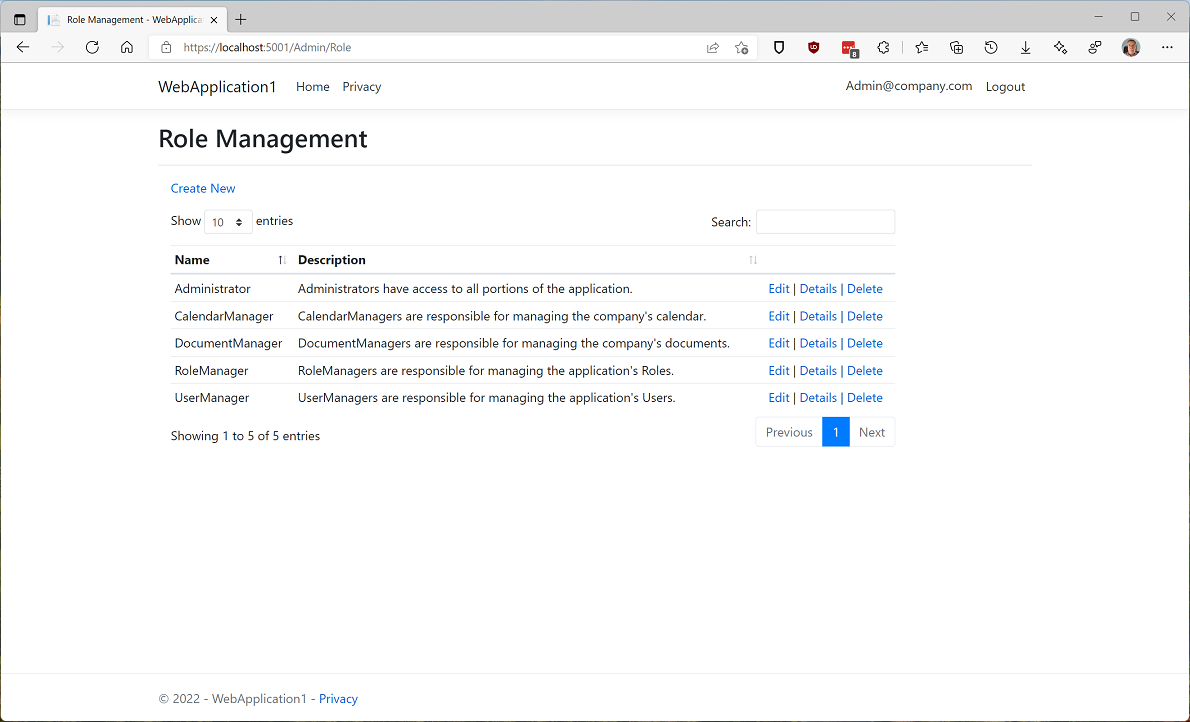 Role Management - WebApplica
https://localhost:5001/Admin/Role
8
WebApplication1 Home Privacy Admin@company.com Logout
Role Management
Create New
Show 10 entries Search:
Name Description
Administrator Administrators have access to all portions of the application. Edit | Details | Delete
CalendarManager CalendarManagers are responsible for managing the company's calendar. Edit | Details | Delete
DocumentManager DocumentManagers are responsible for managing the company's documents. Edit | Details | Delete
RoleManager RoleManagers are responsible for managing the application's Roles. Edit | Details | Delete
UserManager UserManagers are responsible for managing the application's Users. Edit | Details | Delete
Showing 1 to 5 of 5 entries Previous 1 Next
© 2022 - WebApplication1 - Privacy